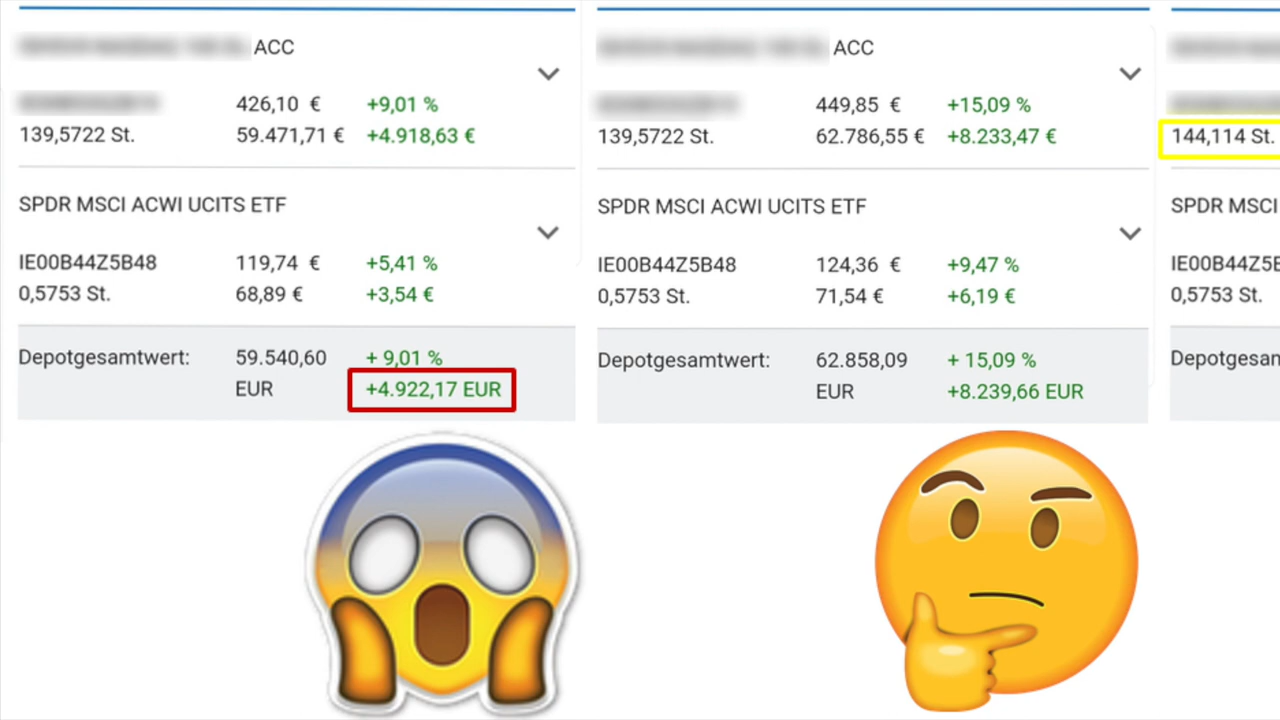 ACC
426,10 € +9,01 %
139,5722 St. 59.471,71 € +4.918,63 €
SPDR MSCI ACWI UCITS ETF
IE00B44Z5B48 119,74 € +5,41 %
0,5753 St. 68,89 € +3,54 €
Depotgesamtwert: 59.540,60 + 9,01 %
EUR +4.922,17 EUR
ACC
449,85 € +15,09 %
139,5722 St. 62.786,55 € +8.233,47 €
SPDR MSCI ACWI UCITS ETF
IE00B44Z5B48 124,36 € +9,47 %
0,5753 St. 71,54 € +6,19 €
Depotgesamtwert: 62.858,09 + 15,09 %
EUR +8.239,66 EUR
144,114 St.
SPDR MSCI
IE00B44Z5B
0,5753 St.
Depotgesam